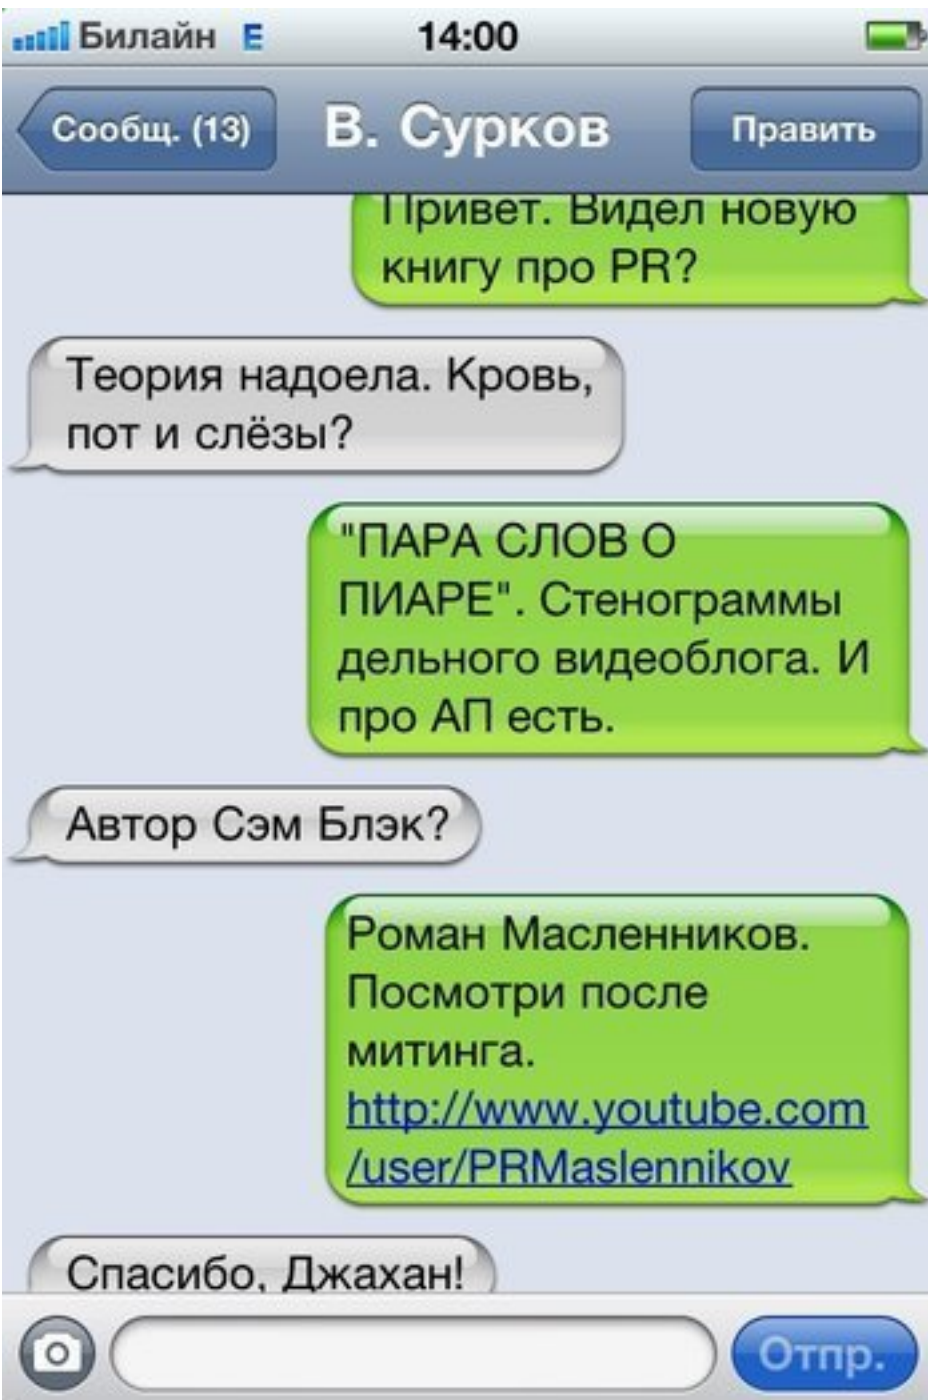 Билайн E 14:00
Сообщ. (13) В. Сурков Править
Привет. Видел новую
книгу про PR?
Теория надоела. Кровь,
пот и слёзы?
"ПАРА СЛОВ О
ПИАРЕ". Стенограммы
дельного видеоблога. И
про АП есть.
Автор Сэм Блэк?
Роман Масленников.
Посмотри после
митинга.
http://www.youtube.com
/user/PRMaslennikov
Спасибо, Джахан!
Отпр.